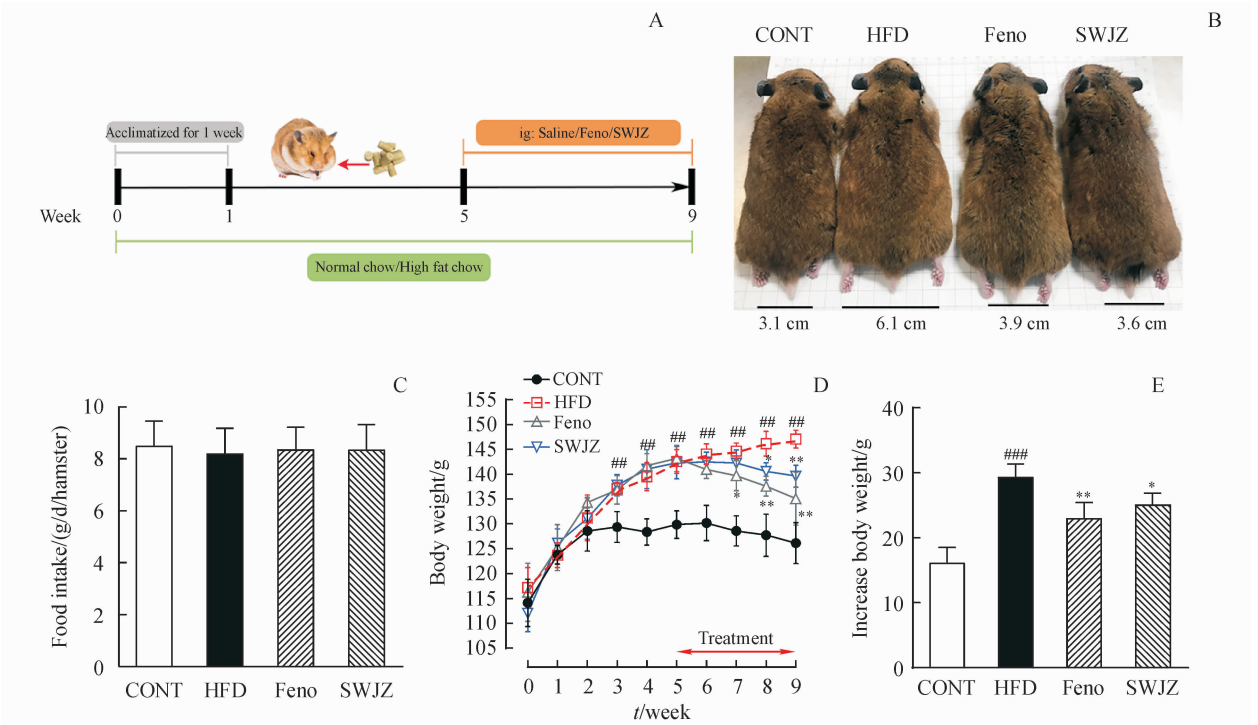 A
Acclimatized for 1 week
ig: Saline/Feno/SWJZ
Week
0
1
5
9
Normal chow/High fat chow
B
CONT
HFD
Feno
SWJZ
3.1 cm
6.1 cm
3.9 cm
3.6 cm
C
Food intake/(g/d/hamster)
10
8
6
4
2
0
CONT
HFD
Feno
SWJZ
D
CONT
HFD
Feno
SWJZ
Body weight/g
155
150
145
140
135
130
125
120
115
110
105
##
##
##
##
##
##
##
*
**
*
**
**
Treatment
0 1 2 3 4 5 6 7 8 9
t/week
E
Increase body weight/g
40
30
20
10
0
###
**
*
CONT
HFD
Feno
SWJZ